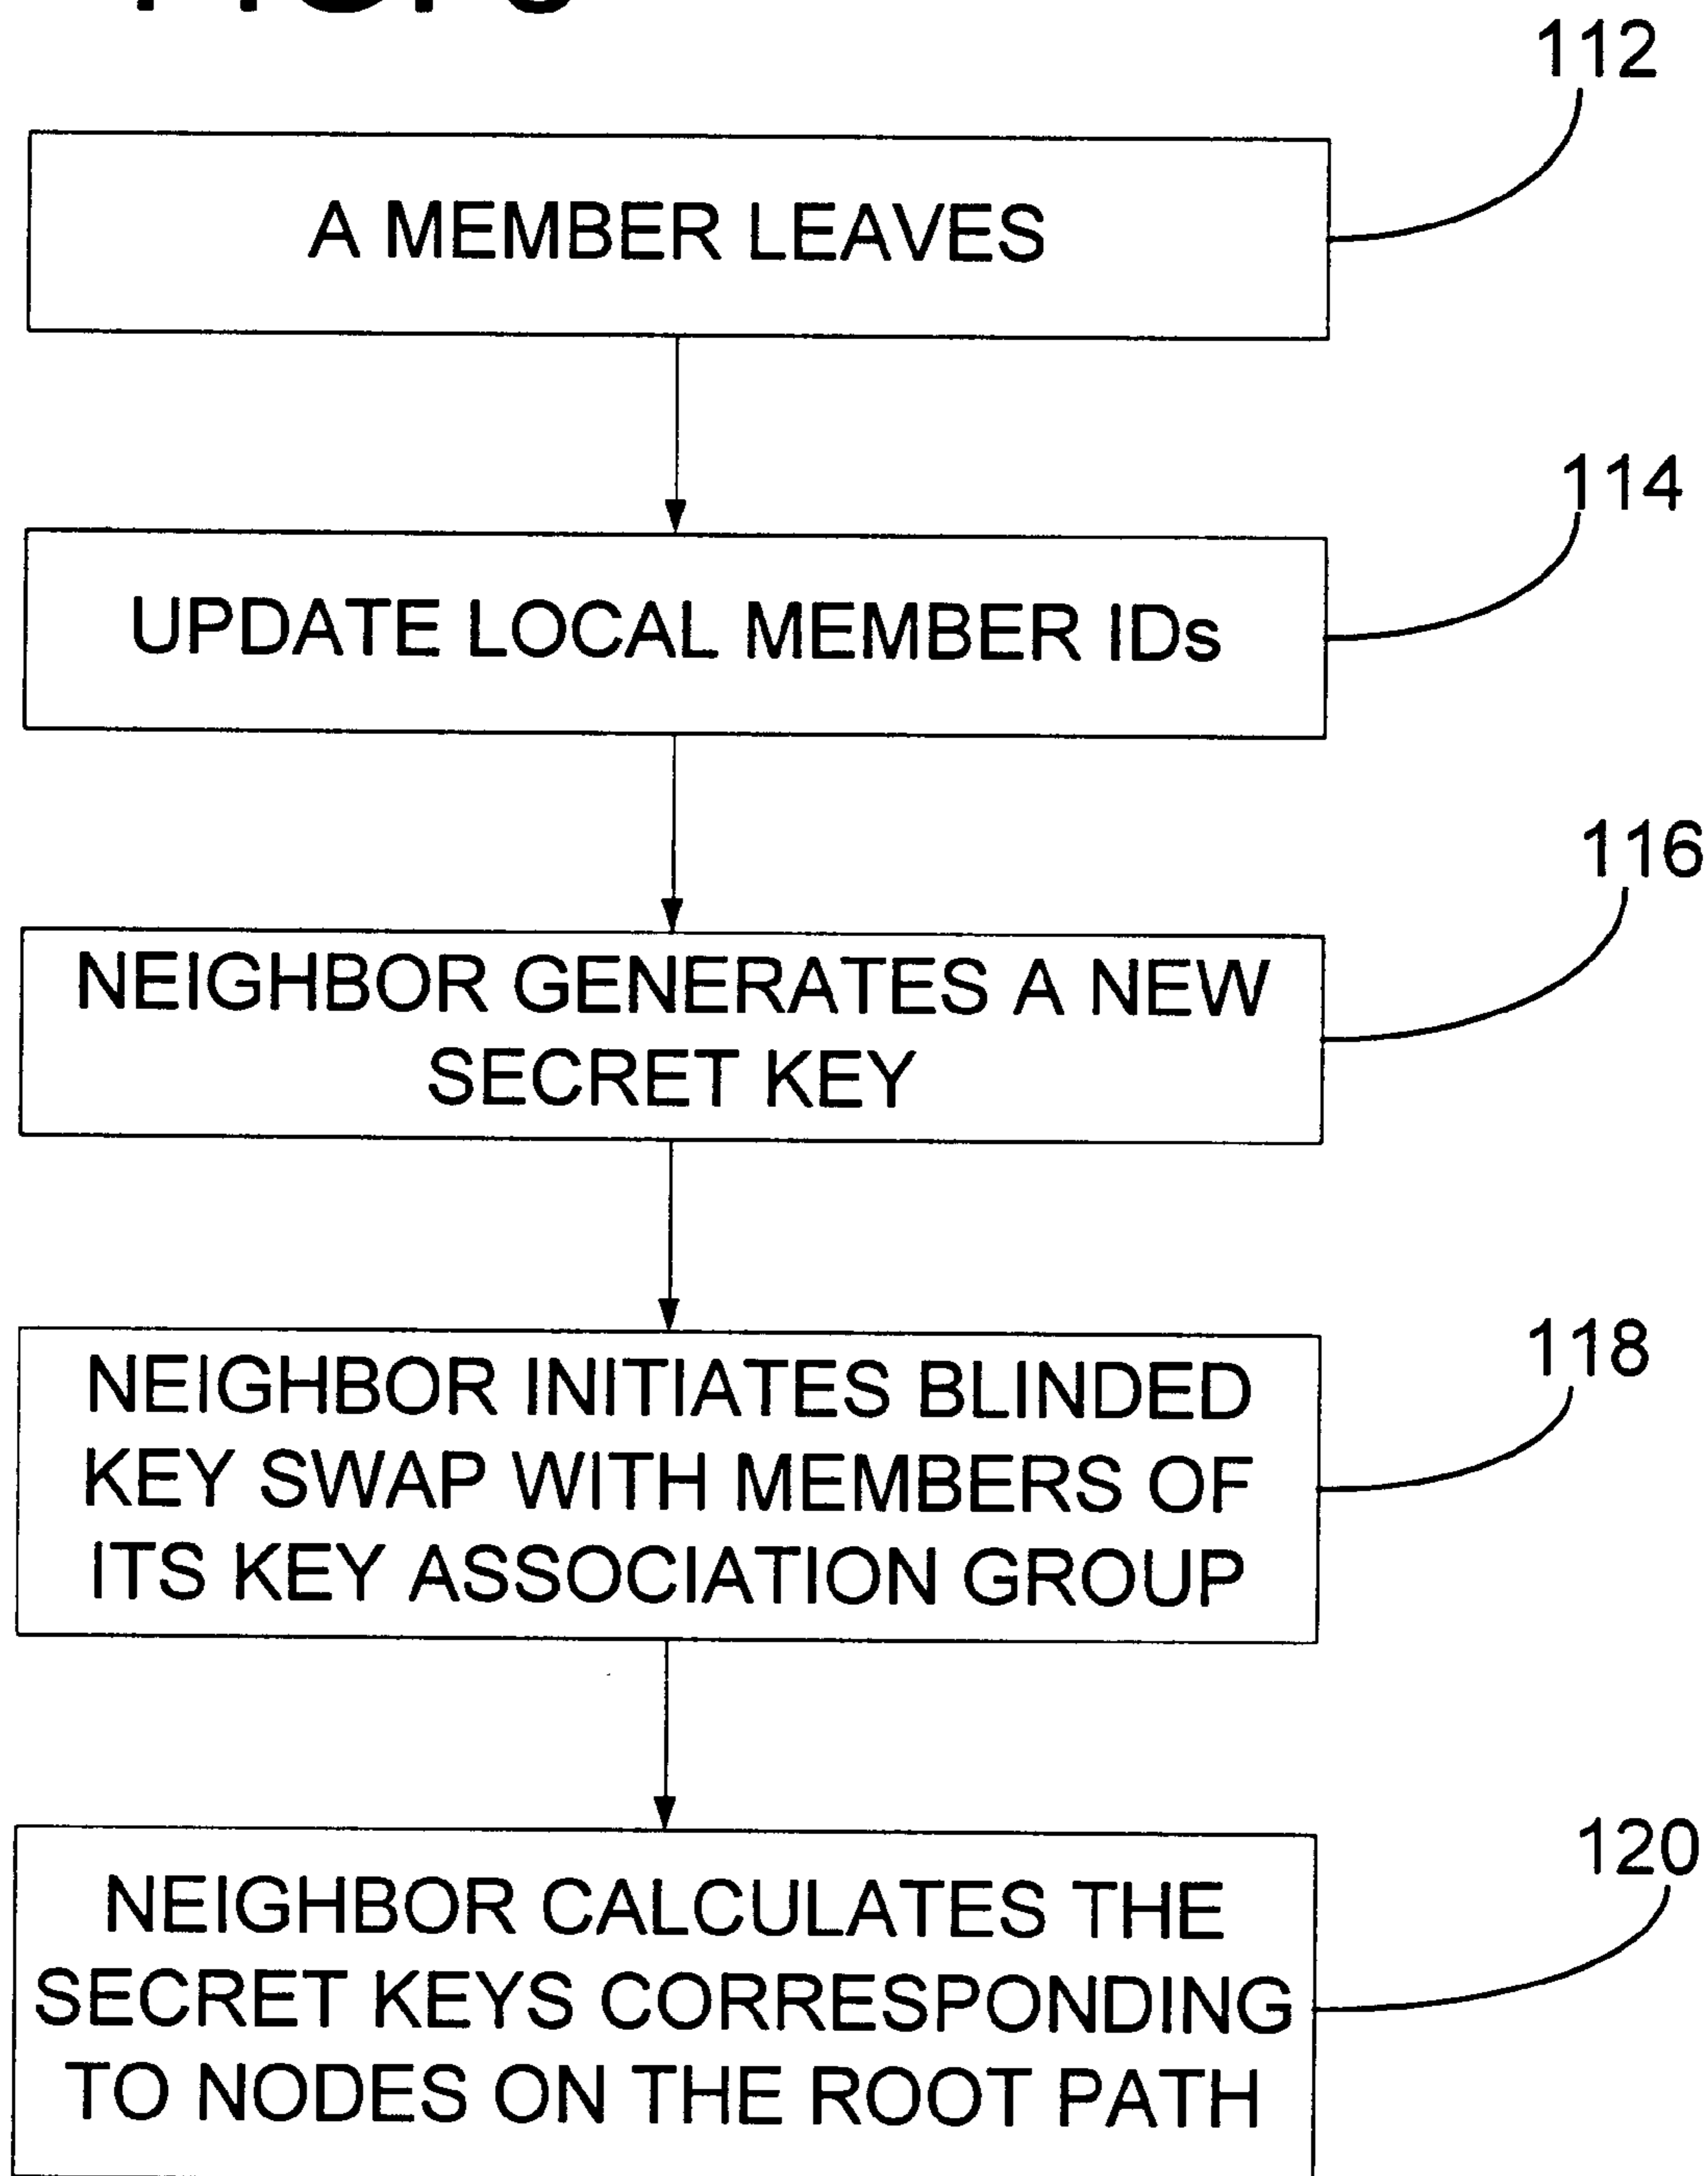 112
A MEMBER LEAVES
114
UPDATE LOCAL MEMBER IDs
116
NEIGHBOR GENERATES A NEW
SECRET KEY
118
NEIGHBOR INITIATES BLINDED
KEY SWAP WITH MEMBERS OF
ITS KEY ASSOCIATION GROUP
120
NEIGHBOR CALCULATES THE
SECRET KEYS CORRESPONDING
TO NODES ON THE ROOT PATH